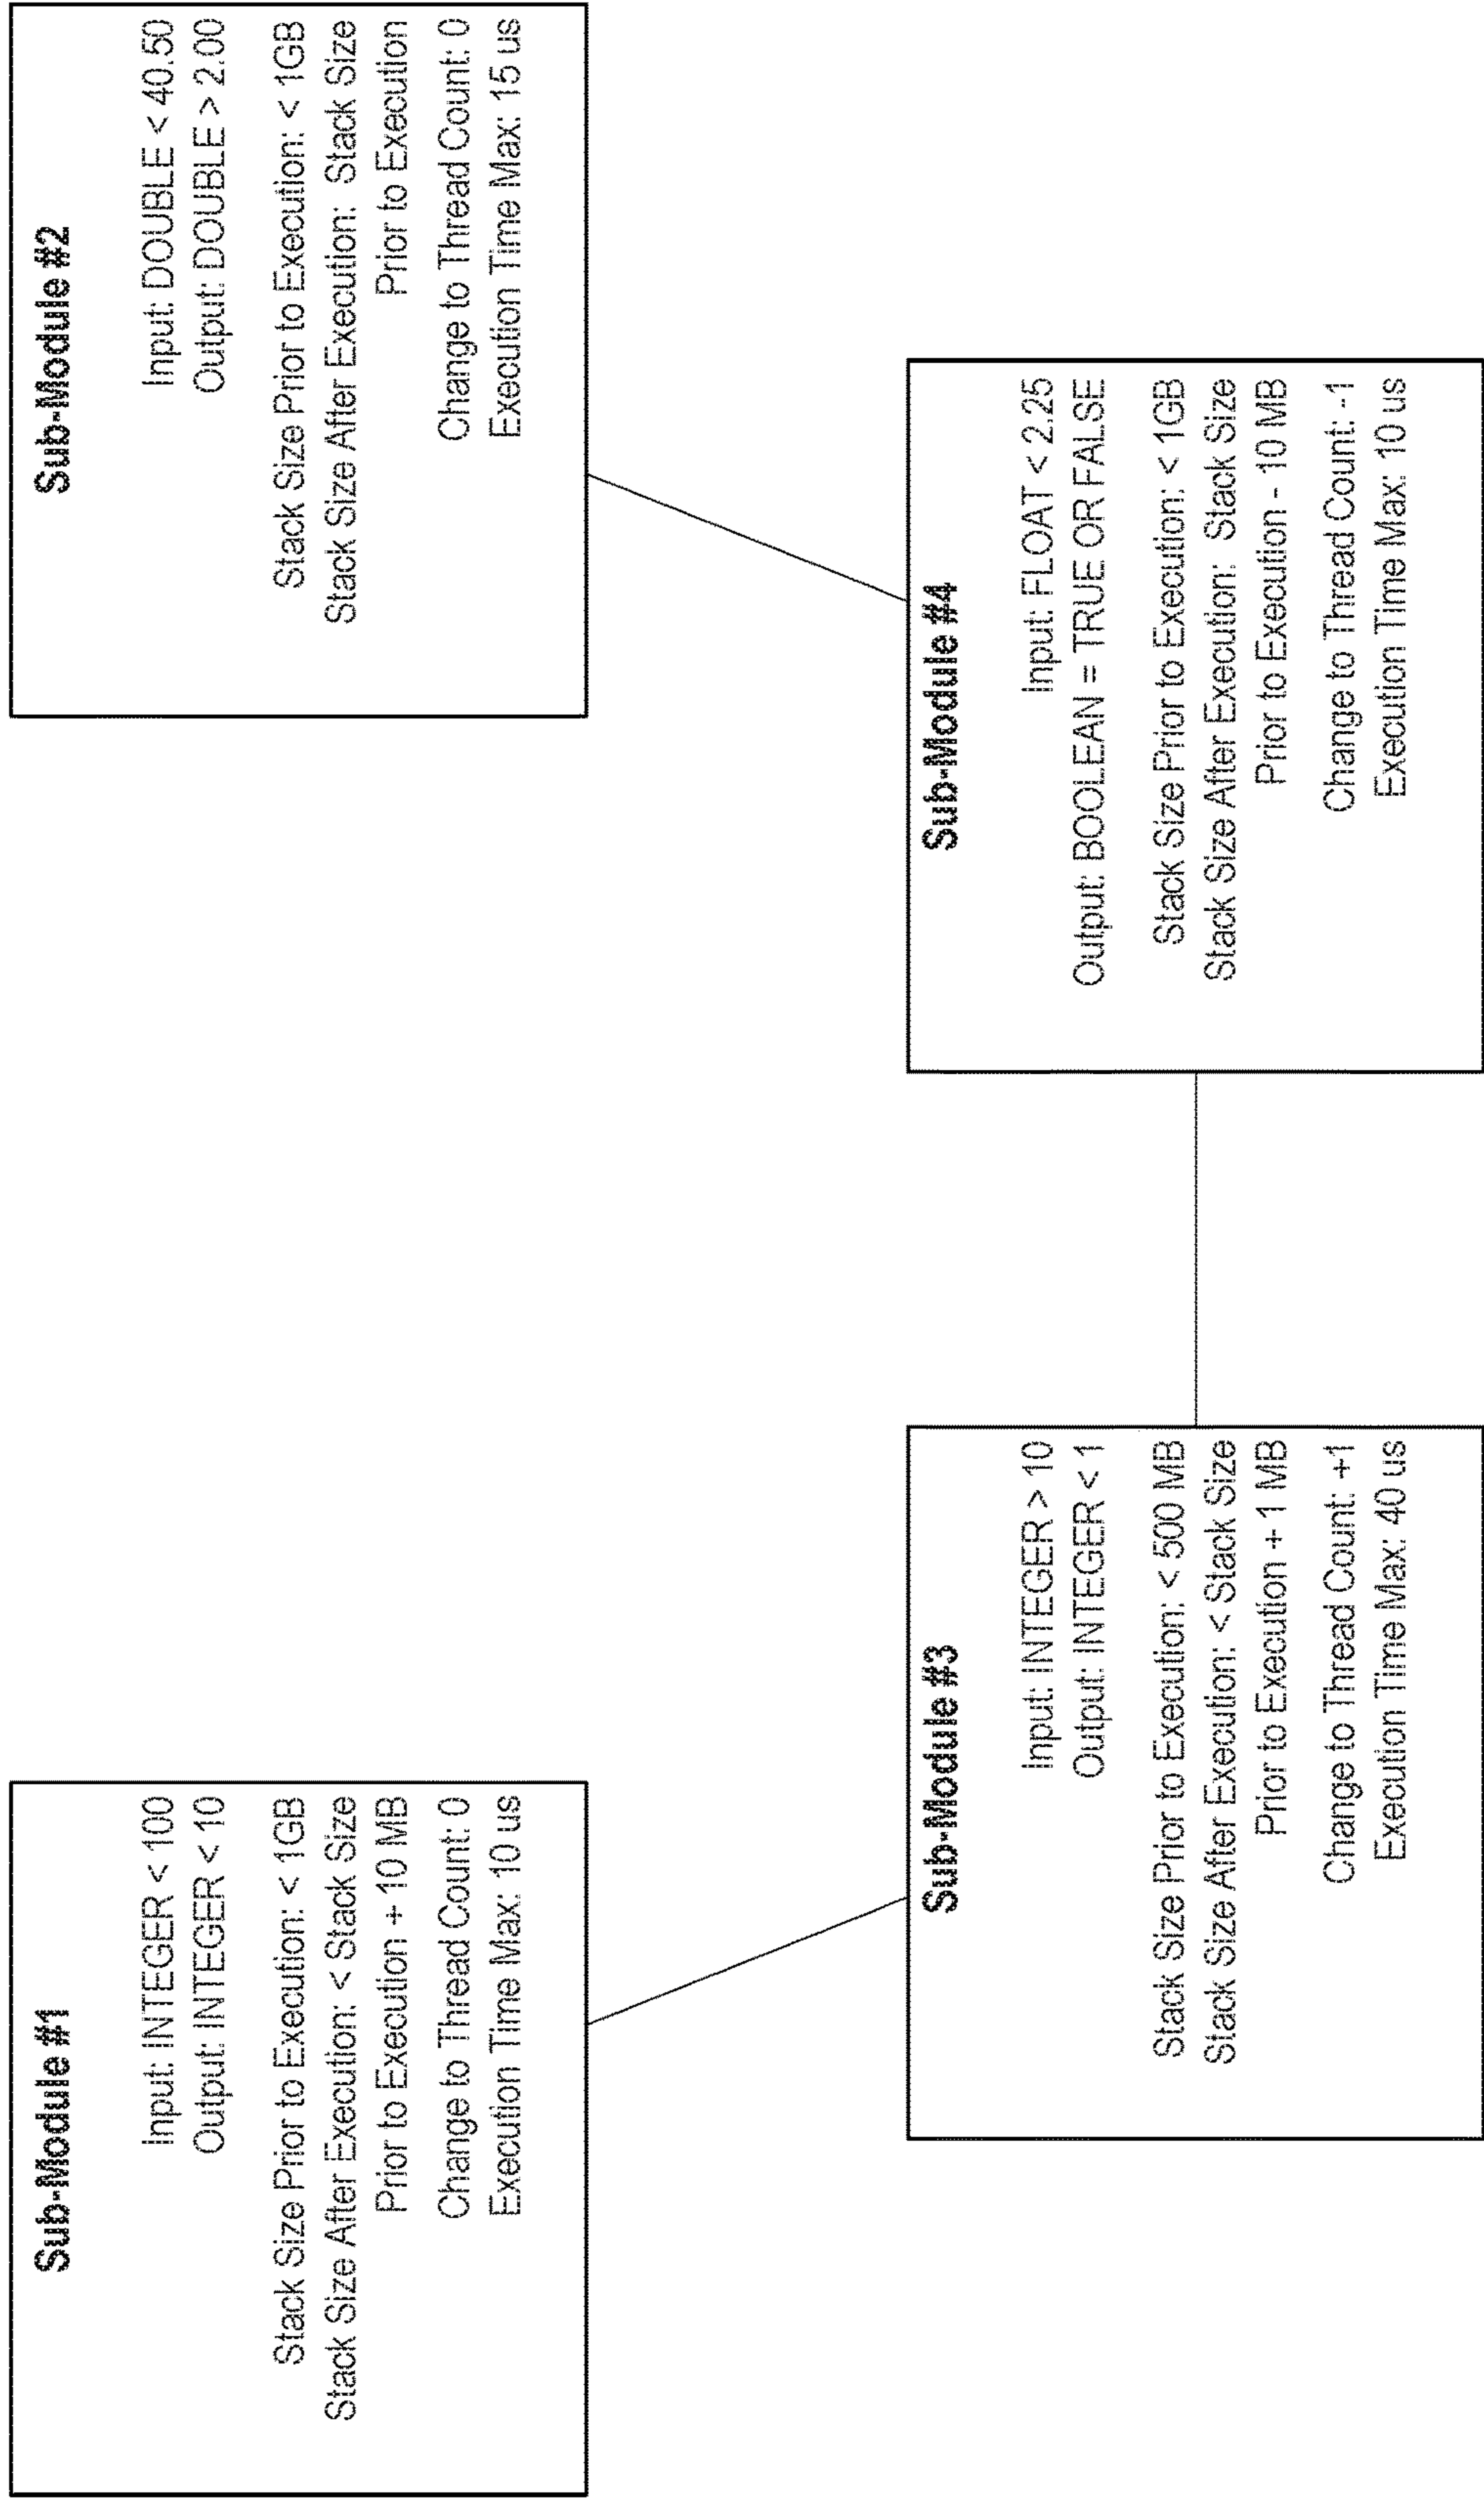 Sub-Module #1
Input: INTEGER < 100
Output: INTEGER < 10
Stack Size Prior to Execution: < 1GB
Stack Size After Execution: < Stack Size
Prior to Execution + 10 MB
Change to Thread Count: 0
Execution Time Max: 10 us
Sub-Module #2
Input: DOUBLE < 40.50
Output: DOUBLE > 2.00
Stack Size Prior to Execution: < 1GB
Stack Size After Execution: Stack Size
Prior to Execution
Change to Thread Count: 0
Execution Time Max: 15 us
Sub-Module #3
Input: INTEGER > 10
Output: INTEGER < 1
Stack Size Prior to Execution: < 500 MB
Stack Size After Execution: < Stack Size
Prior to Execution + 1 MB
Change to Thread Count: +1
Execution Time Max: 40 us
Sub-Module #4
Input: FLOAT < 2.25
Output: BOOLEAN = TRUE OR FALSE
Stack Size Prior to Execution: < 1GB
Stack Size After Execution: Stack Size
Prior to Execution - 10 MB
Change to Thread Count: -1
Execution Time Max: 10 us